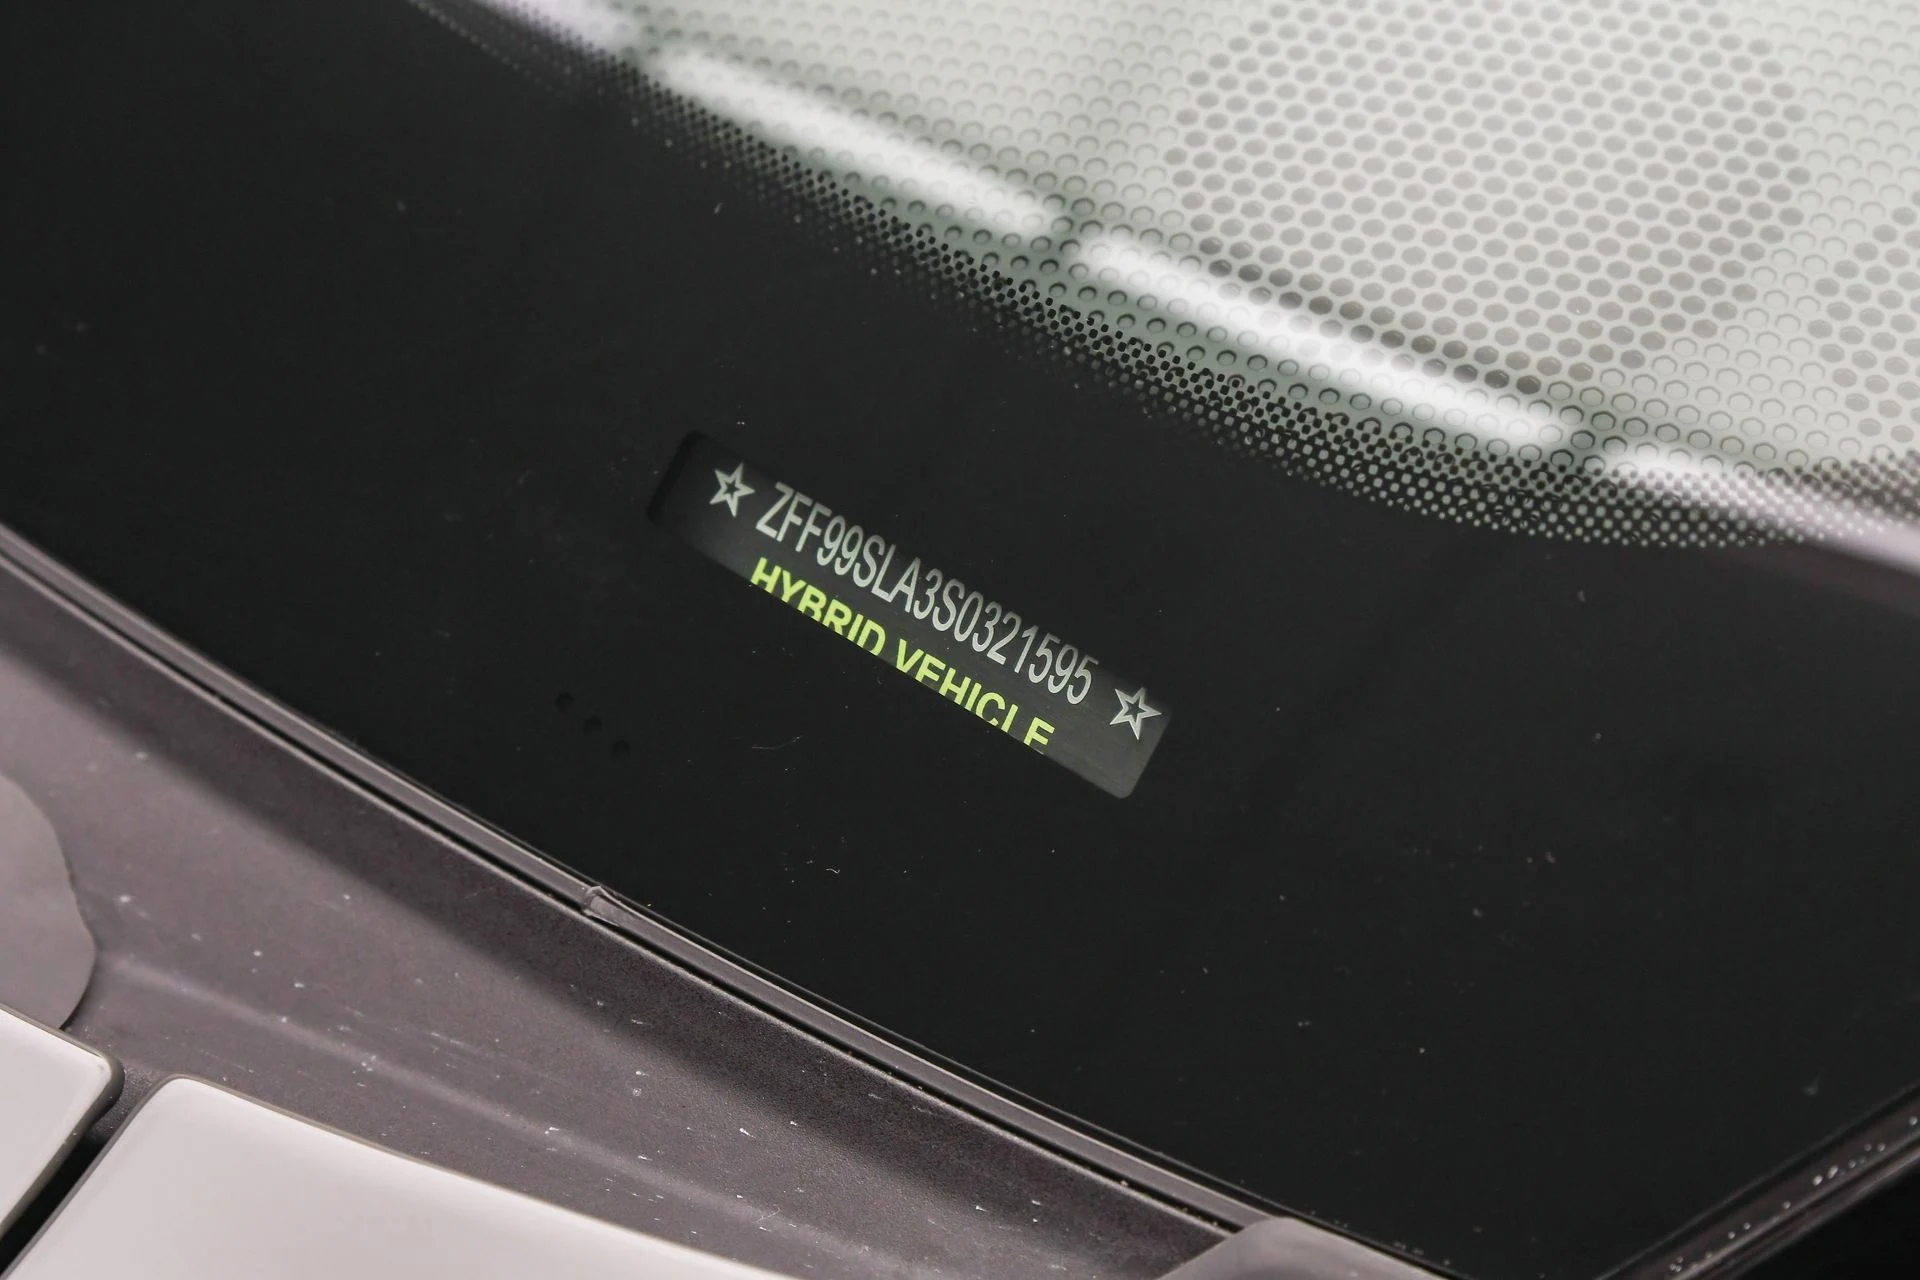 ☆ ZFF99SLA3S0321595 ☆
HYBRID VEHICLE